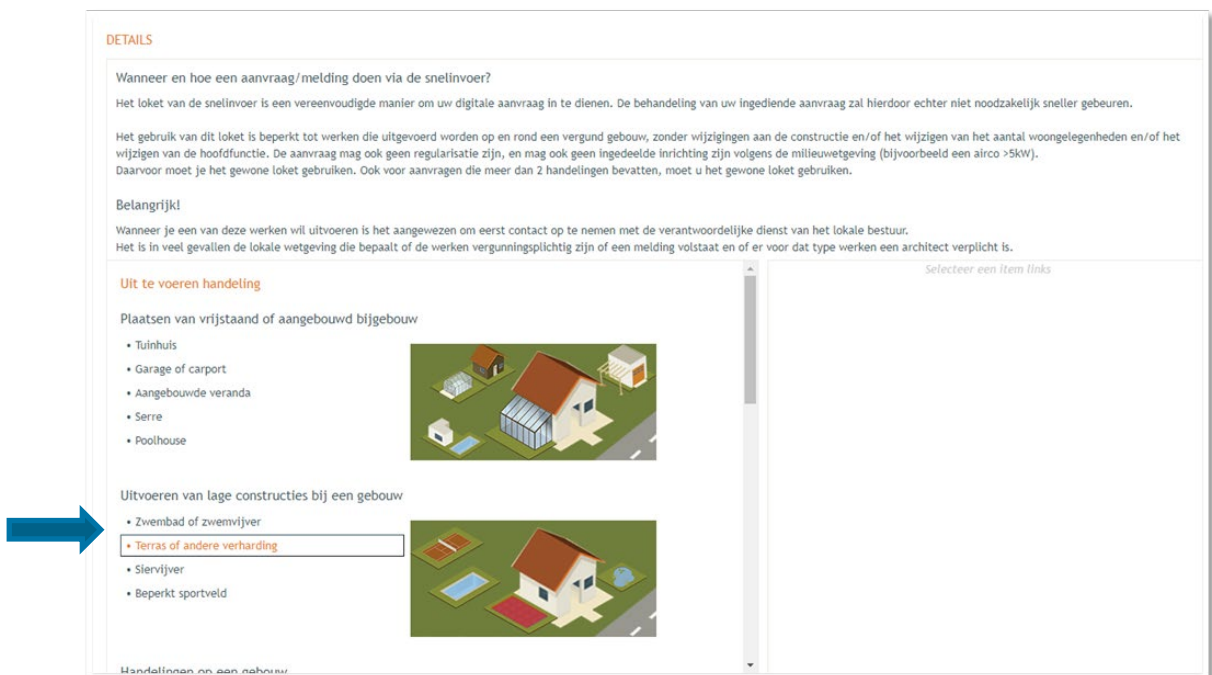 DETAILS
Wanneer en hoe een aanvraag/melding doen via de snelinvoer?
Het loket van de snelinvoer is een vereenvoudigde manier om uw digitale aanvraag in te dienen. De behandeling van uw ingediende aanvraag zal hierdoor echter niet noodzakelijk sneller gebeuren.
Het gebruik van dit loket is beperkt tot werken die uitgevoerd worden op en rond een vergund gebouw, zonder wijzigingen aan de constructie en/of het wijzigen van het aantal woongelegenheden en/of het
wijzigen van de hoofdfunctie. De aanvraag mag ook geen regularisatie zijn, en mag ook geen ingedeelde inrichting zijn volgens de milieuwetgeving (bijvoorbeeld een airco >5kW).
Daarvoor moet je het gewone loket gebruiken. Ook voor aanvragen die meer dan 2 handelingen bevatten, moet u het gewone loket gebruiken.
Belangrijk!
Wanneer je een van deze werken wil uitvoeren is het aangewezen om eerst contact op te nemen met de verantwoordelijke dienst van het lokale bestuur.
Het is in veel gevallen de lokale wetgeving die bepaalt of de werken vergunningsplichtig zijn of een melding volstaat en of er voor dat type werken een architect verplicht is.
Uit te voeren handeling
Plaatsen van vrijstaand of aangebouwd bijgebouw
• Tuinhuis
• Garage of carport
• Aangebouwde veranda
• Serre
• Poolhouse
Uitvoeren van lage constructies bij een gebouw
• Zwembad of zwemvijver
• Terras of andere verharding
• Siervijver
• Beperkt sportveld
Handelingen op een gebouw
Selecteer een item links